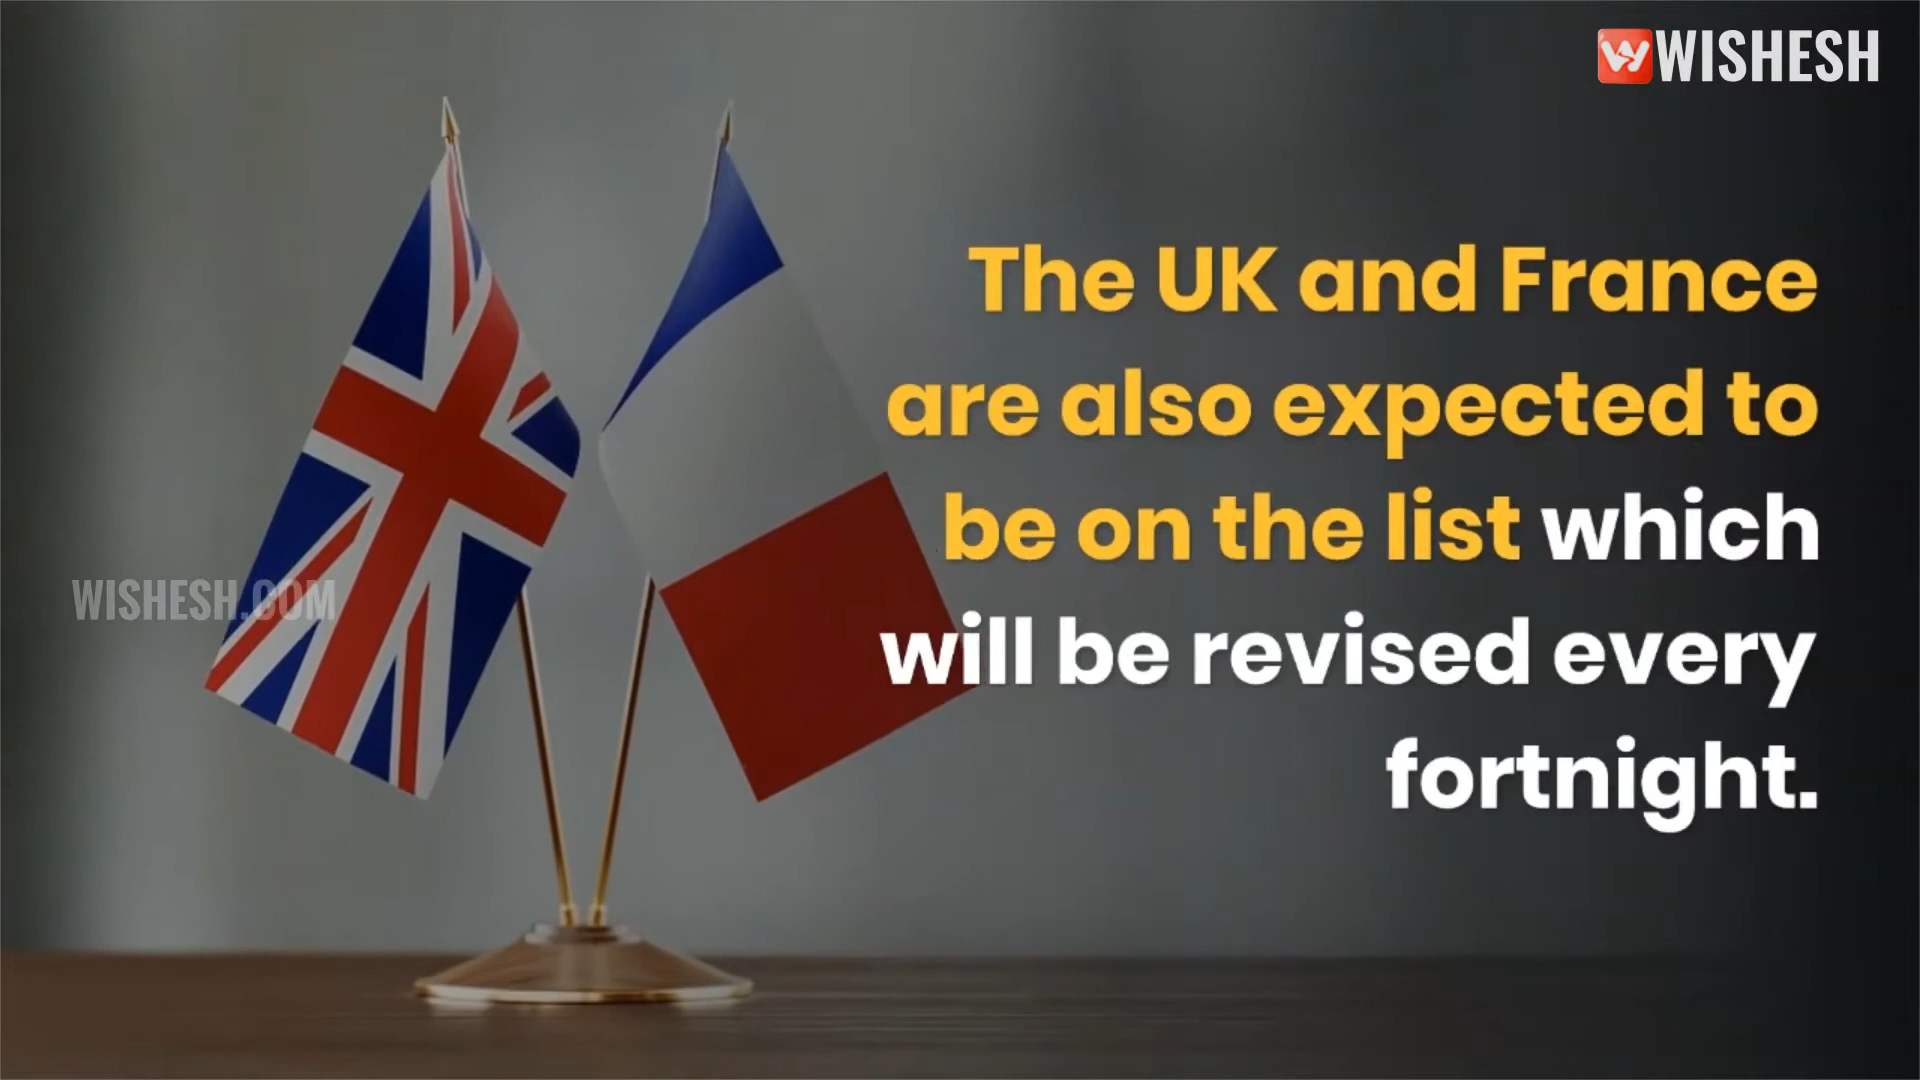 WISHESH
The UK and France
are also expected to
be on the list which
will be revised every
fortnight.
WISHESH.COM